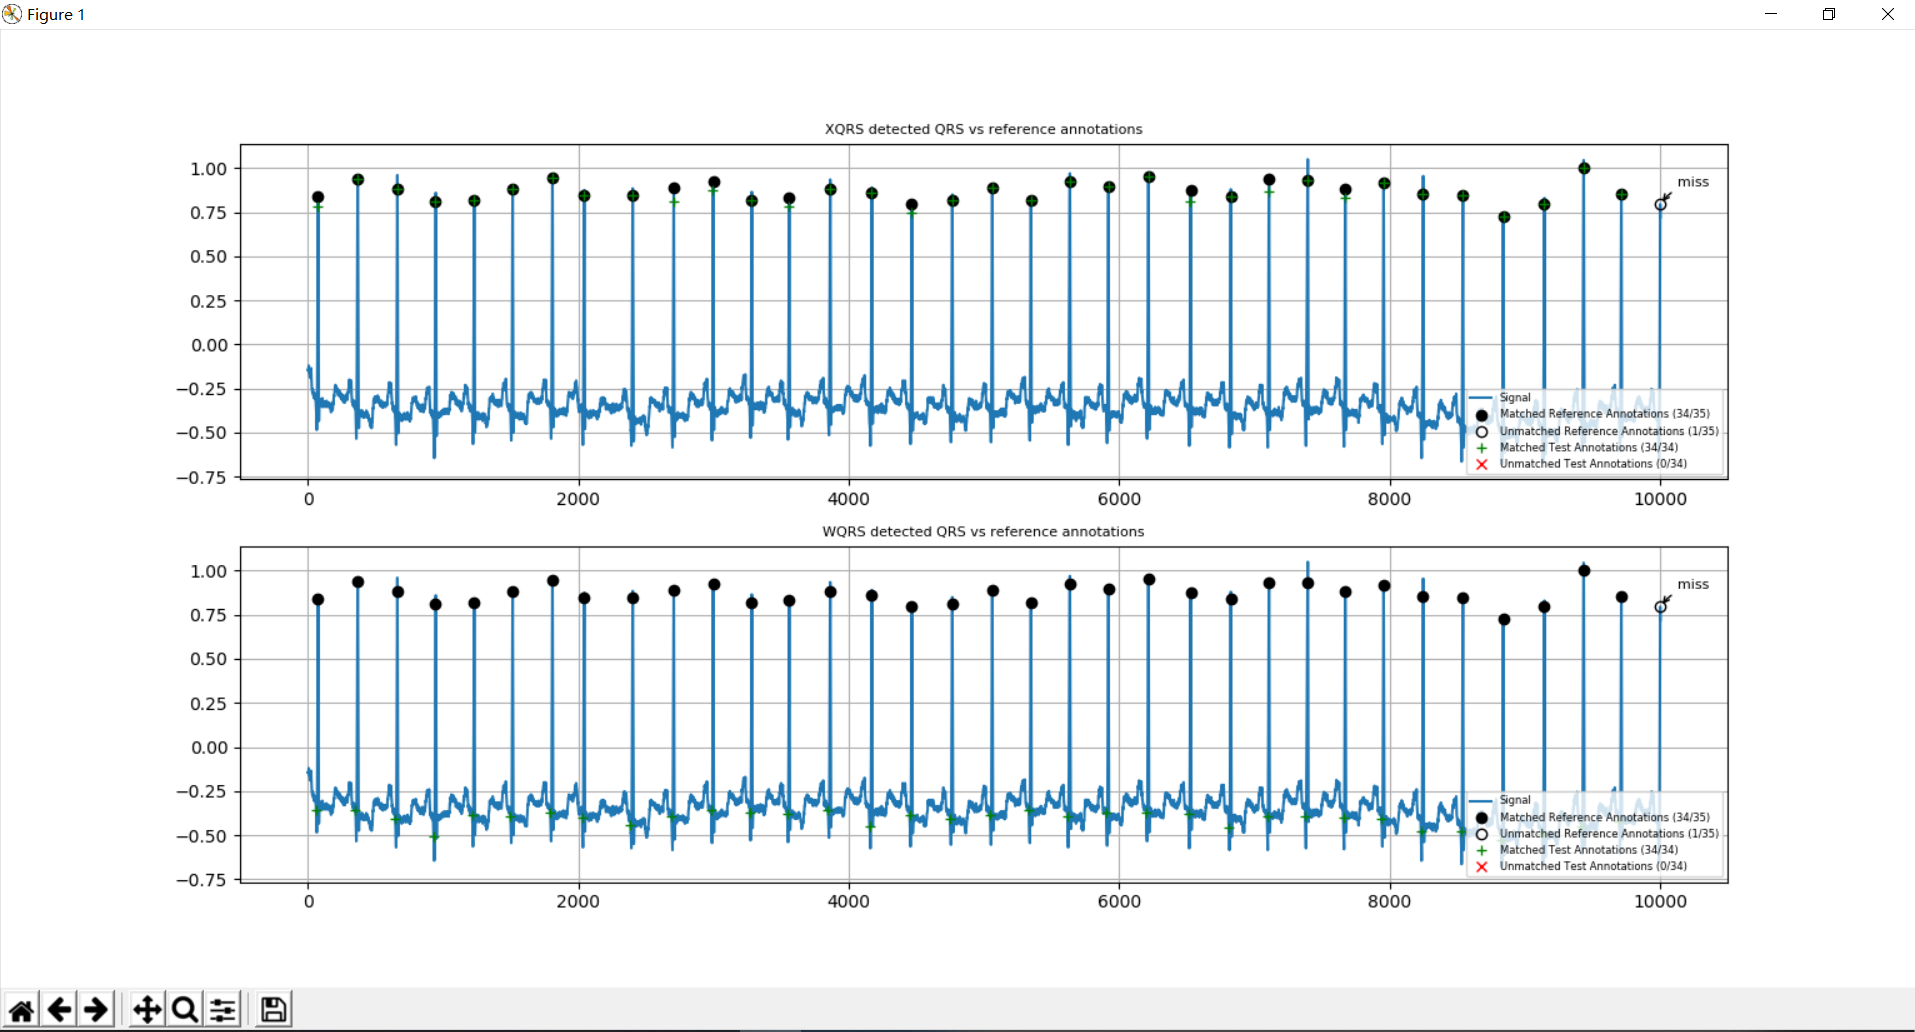 Figure 1
XQRS detected QRS vs reference annotations
1.00
0.75
0.50
0.25
0.00
−0.25
−0.50
−0.75
miss
Signal
Matched Reference Annotations (34/35)
Unmatched Reference Annotations (1/35)
Matched Test Annotations (34/34)
Unmatched Test Annotations (0/34)
0 2000 4000 6000 8000 10000
WQRS detected QRS vs reference annotations
1.00
0.75
0.50
0.25
0.00
−0.25
−0.50
−0.75
miss
Signal
Matched Reference Annotations (34/35)
Unmatched Reference Annotations (1/35)
Matched Test Annotations (34/34)
Unmatched Test Annotations (0/34)
0 2000 4000 6000 8000 10000